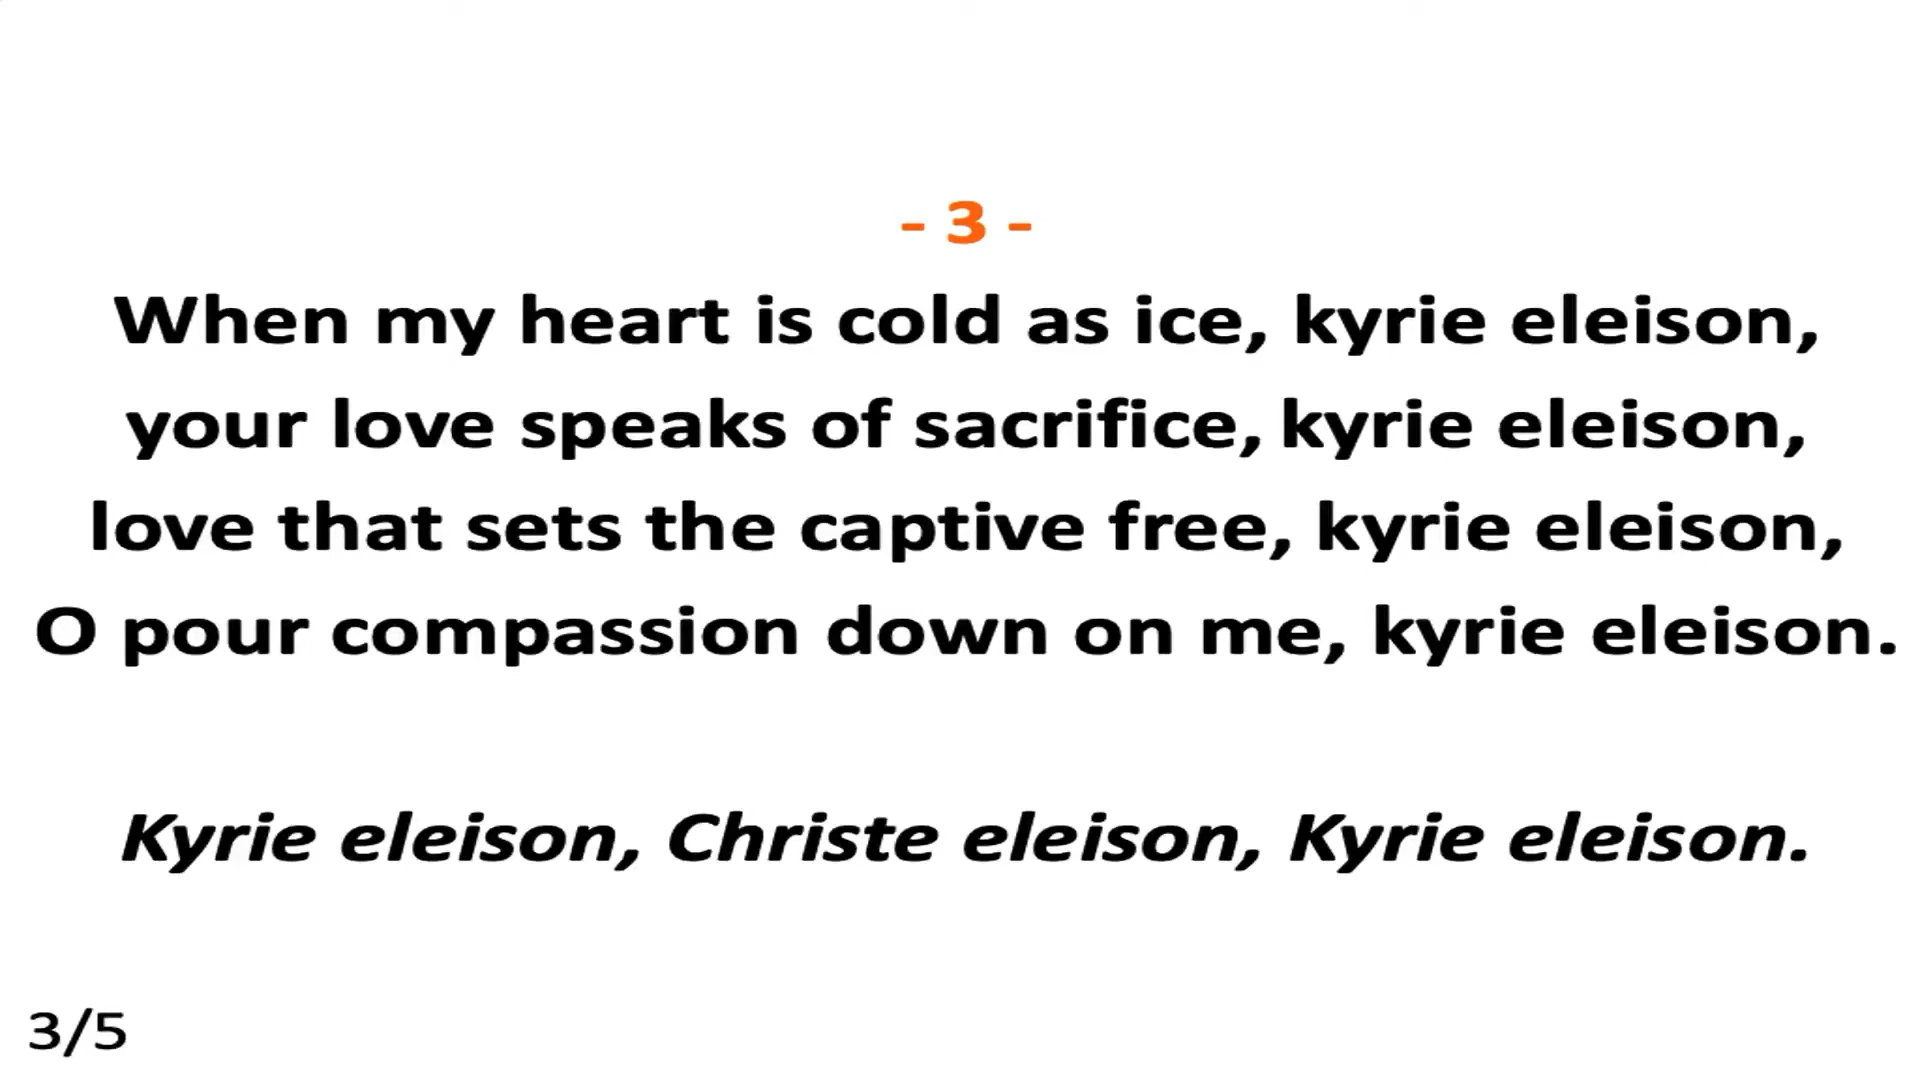 - 3 -
When my heart is cold as ice, kyrie eleison,
your love speaks of sacrifice, kyrie eleison,
love that sets the captive free, kyrie eleison,
O pour compassion down on me, kyrie eleison.
Kyrie eleison, Christe eleison, Kyrie eleison.
3/5